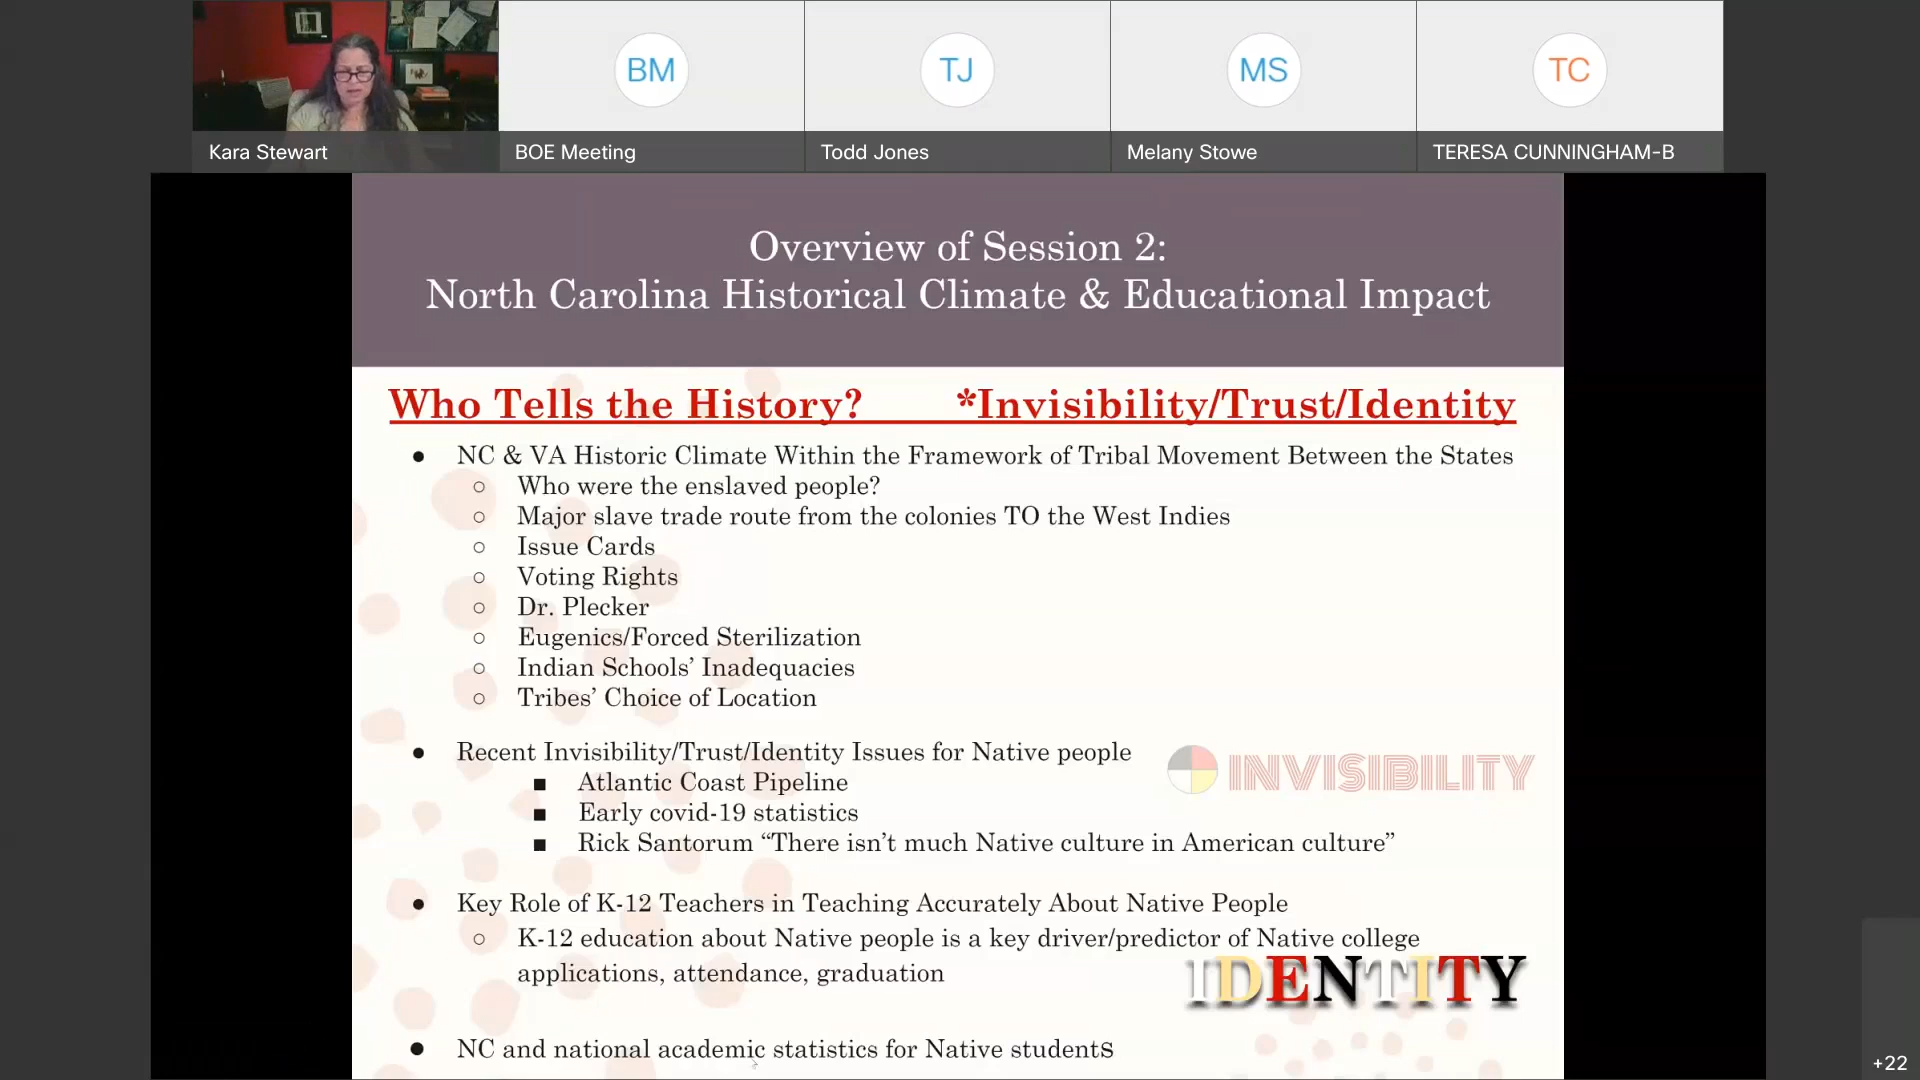 BM
TJ
MS
TC
Kara Stewart
BOE Meeting
Todd Jones
Melany Stowe
TERESA CUNNINGHAM-B
Overview of Session 2:
North Carolina Historical Climate & Educational Impact
Who Tells the History? *Invisibility/Trust/Identity
● NC & VA Historic Climate Within the Framework of Tribal Movement Between the States
○ Who were the enslaved people?
○ Major slave trade route from the colonies TO the West Indies
○ Issue Cards
○ Voting Rights
○ Dr. Plecker
○ Eugenics/Forced Sterilization
○ Indian Schools’ Inadequacies
○ Tribes’ Choice of Location
● Recent Invisibility/Trust/Identity Issues for Native people
■ Atlantic Coast Pipeline
INVISIBILITY
■ Early covid-19 statistics
■ Rick Santorum “There isn’t much Native culture in American culture”
● Key Role of K-12 Teachers in Teaching Accurately About Native People
○ K-12 education about Native people is a key driver/predictor of Native college
applications, attendance, graduation
IDENTITY
● NC and national academic statistics for Native students
+22